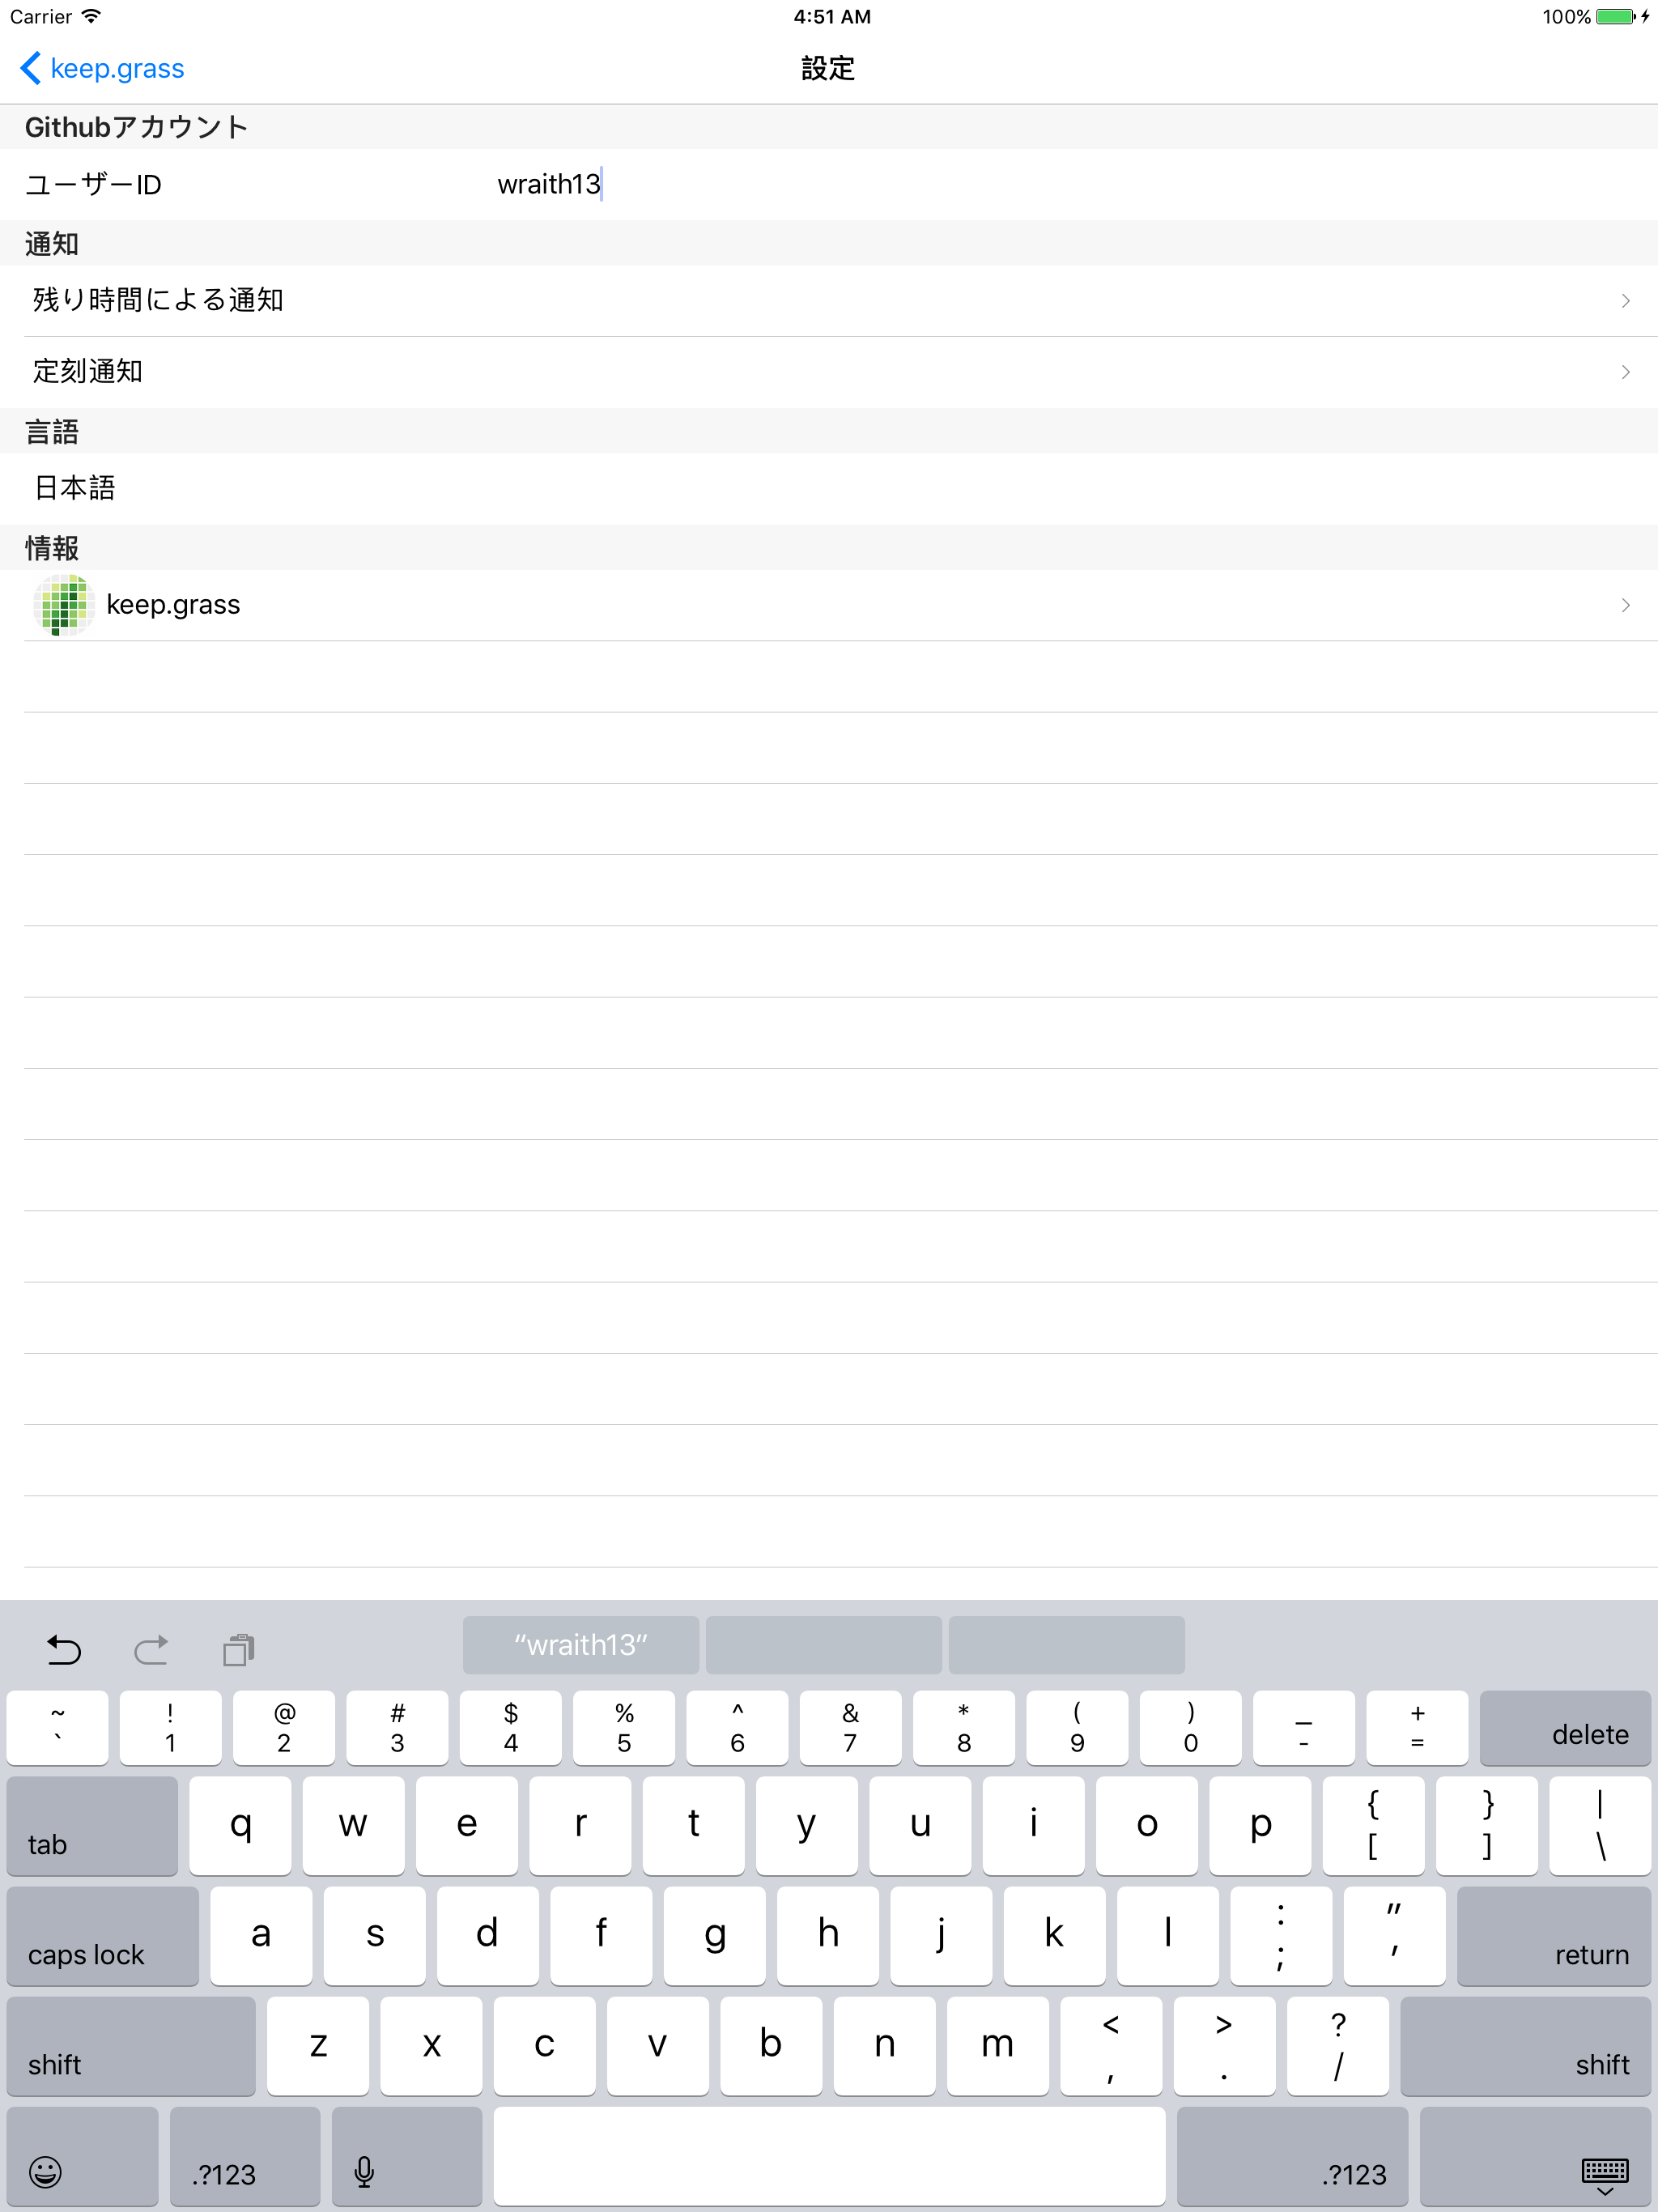 Carrier 4:51 AM 100%
keep.grass 設定
Githubアカウント
ユーザーID wraith13
通知
残り時間による通知
定刻通知
言語
日本語
情報
keep.grass
“wraith13”
~ ! @ # $ % ^ & * ( ) _ +
` 1 2 3 4 5 6 7 8 9 0 - = delete
tab q w e r t y u i o p { [ } ] | \
caps lock a s d f g h j k l : ; " ' return
shift z x c v b n m < , > . ? / shift
.?123 .?123